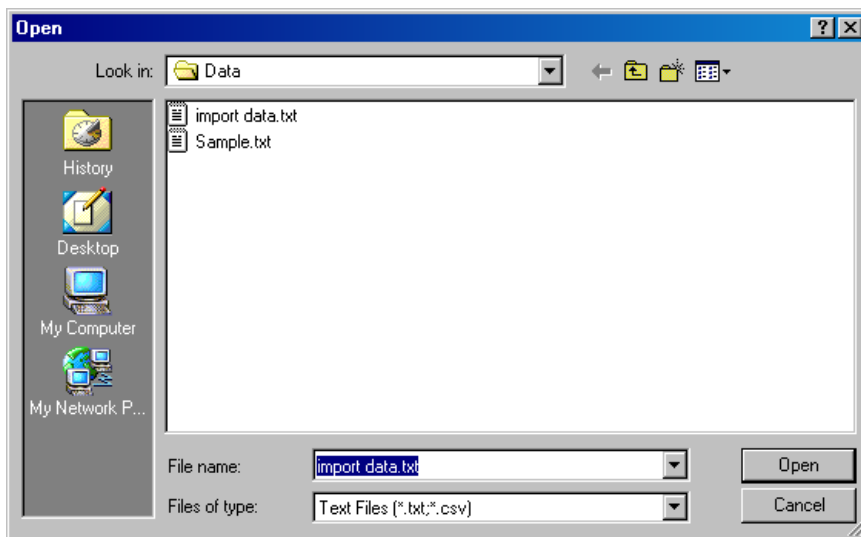 Open
Look in: Data
import data.txt
Sample.txt
History
Desktop
My Computer
My Network P...
File name: import data.txt Open
Files of type: Text Files (*.txt;*.csv) Cancel